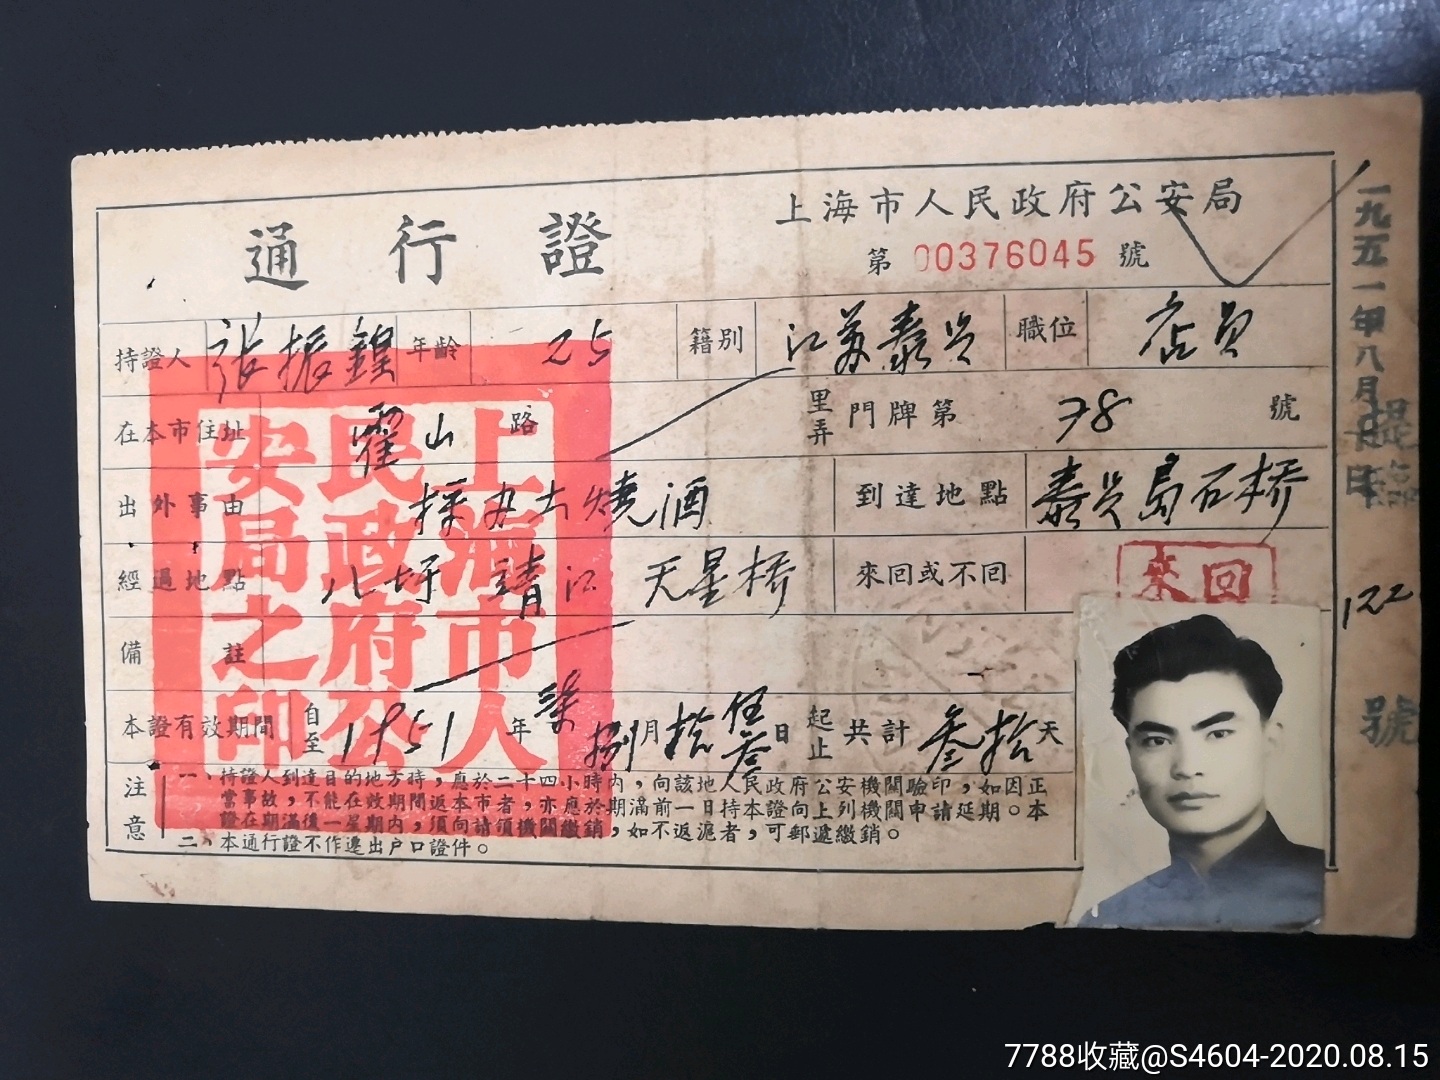 上海市人民政府公安局
通行證
第 00376045 號
持證人 張振鍠 年齡 25 籍別 江苏泰兴 職位 店員
在本市住址 霍山 路 里弄 門牌第 78 號
出外事由 採办土燒酒 到達地點
經過地點 八圩 靖江 天星桥 來回或不回 來回
備註
本證有效期間 自至 1951 年 柒 捌 月 拾 伍 叁 日 起止 共計 叁拾 天
注意
一、持證人到達目的地方時，應於二十四小時內，向該地人民政府公安機關驗印，如因正
當事故，不能在效期間返本市者，亦應於期滿前一日持本證向上列機關申請延期。本
證在期滿後一星期內，須向請領機關繳銷，如不返滬者，可郵遞繳銷。
二、本通行證不作遷出戶口證件。
上海市人民政府公安局之印
一九五一年八月
122
號
7788收藏@S4604-2020.08.15